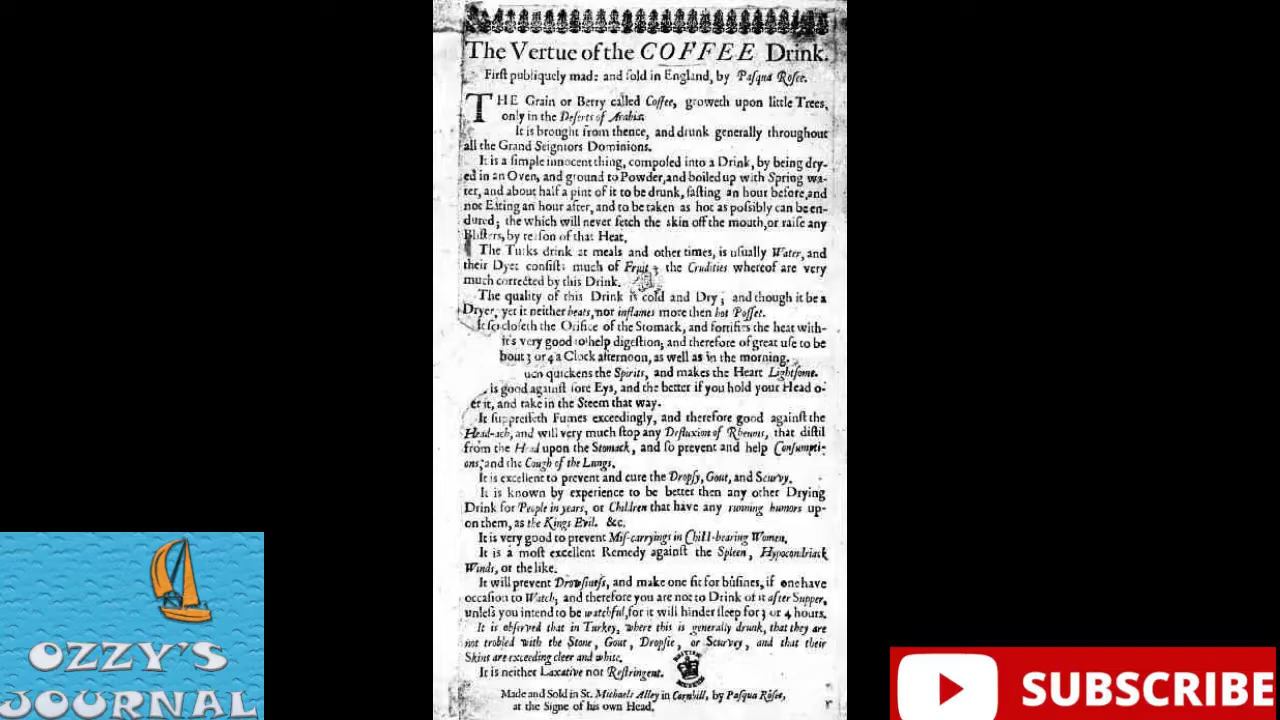 The Vertue of the COFFEE Drink.
First publiquely mad: and sold in England, by Pasqua Rosee.
THE Grain or Berry called Coffee, groweth upon little Trees,
only in the Deserts of Arabia.
It is brought from thence, and drunk generally throughout
all the Grand Seigniors Dominions.
It is a simple innocent thing, composed into a Drink, by being dry-
ed in an Oven, and ground to Powder, and boiled up with Spring wa-
ter, and about half a pint of it to be drunk, fasting an hour before, and
not Eating an hour after, and to be taken as hot as possibly can be en-
dured; the which will never fetch the skin off the mouth, or raise any
Blisters, by reason of that Heat.
The Turks drink at meals and other times, is usually Water, and
their Dyet consists much of Fruit, the Crudities whereof are very
much corrected by this Drink.
The quality of this Drink is cold and Dry; and though it be a
Dryer, yet it neither heats, nor inflames more then hot Posset.
It so closeth the Orifice of the Stomack, and fortifies the heat with-
it's very good to help digestion; and therefore of great use to be
bout 3 or 4 a Clock afternoon, as well as in the morning.
uch quickens the Spirits, and makes the Heart Lightsome.
is good against sore Eys, and the better if you hold your Head o-
er it, and take in the Steem that way.
It suppresseth Fumes exceedingly, and therefore good against the
Head-ach, and will very much stop any Defluxion of Rheums, that distil
from the Head upon the Stomack, and so prevent and help Consumpti-
ons; and the Cough of the Lungs.
It is excellent to prevent and cure the Dropsy, Gout, and Scurvy.
It is known by experience to be better then any other Drying
Drink for People in years, or Children that have any running humors up-
on them, as the Kings Evil. &c.
It is very good to prevent Mis-carryings in Child-bearing Women.
It is a most excellent Remedy against the Spleen, Hypocondriack
Winds, or the like.
It will prevent Drowsiness, and make one fit for busines, if one have
occasion to Watch; and therefore you are not to Drink of it after Supper,
unless you intend to be watchful, for it will hinder sleep for 3 or 4 hours.
It is observed that in Turkey, where this is generally drunk, that they are
not trobled with the Stone, Gout, Dropsie, or Scurvey, and that their
Skins are exceeding cleer and white.
It is neither Laxative nor Restringent.
BRITISH
MUSEUM
Made and Sold in St. Michaels Alley in Cornhill, by Pasqua Rosee,
at the Signe of his own Head.
OZZY'S
JOURNAL
SUBSCRIBE